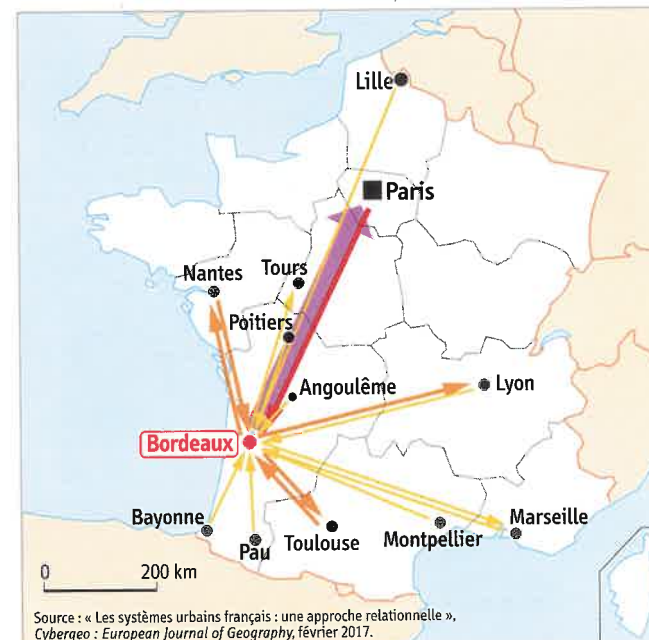 Lille
Paris
Nantes
Tours
Poitiers
Angoulême
Lyon
Bordeaux
Bayonne
Pau
Toulouse
Montpellier
Marseille
0 200 km
Source : « Les systèmes urbains français : une approche relationnelle »,
Cybergeo : European Journal of Geography, février 2017.